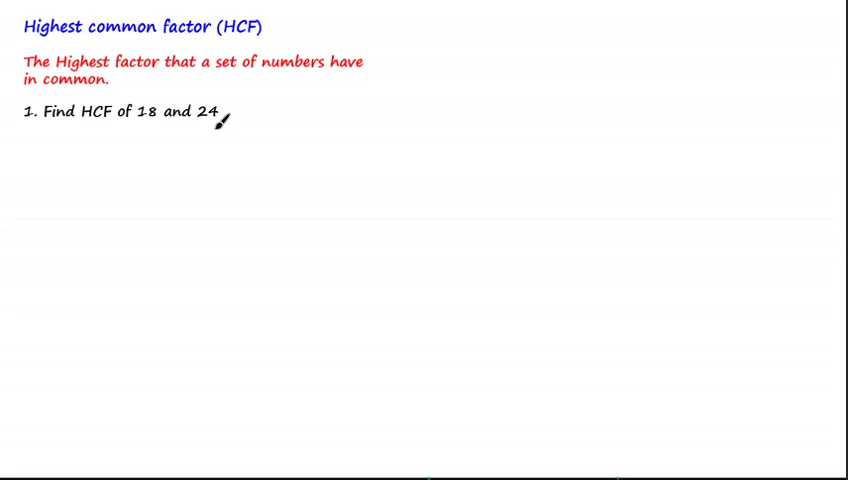 Highest common factor (HCF)
The Highest factor that a set of numbers have
in common.
1. Find HCF of 18 and 24